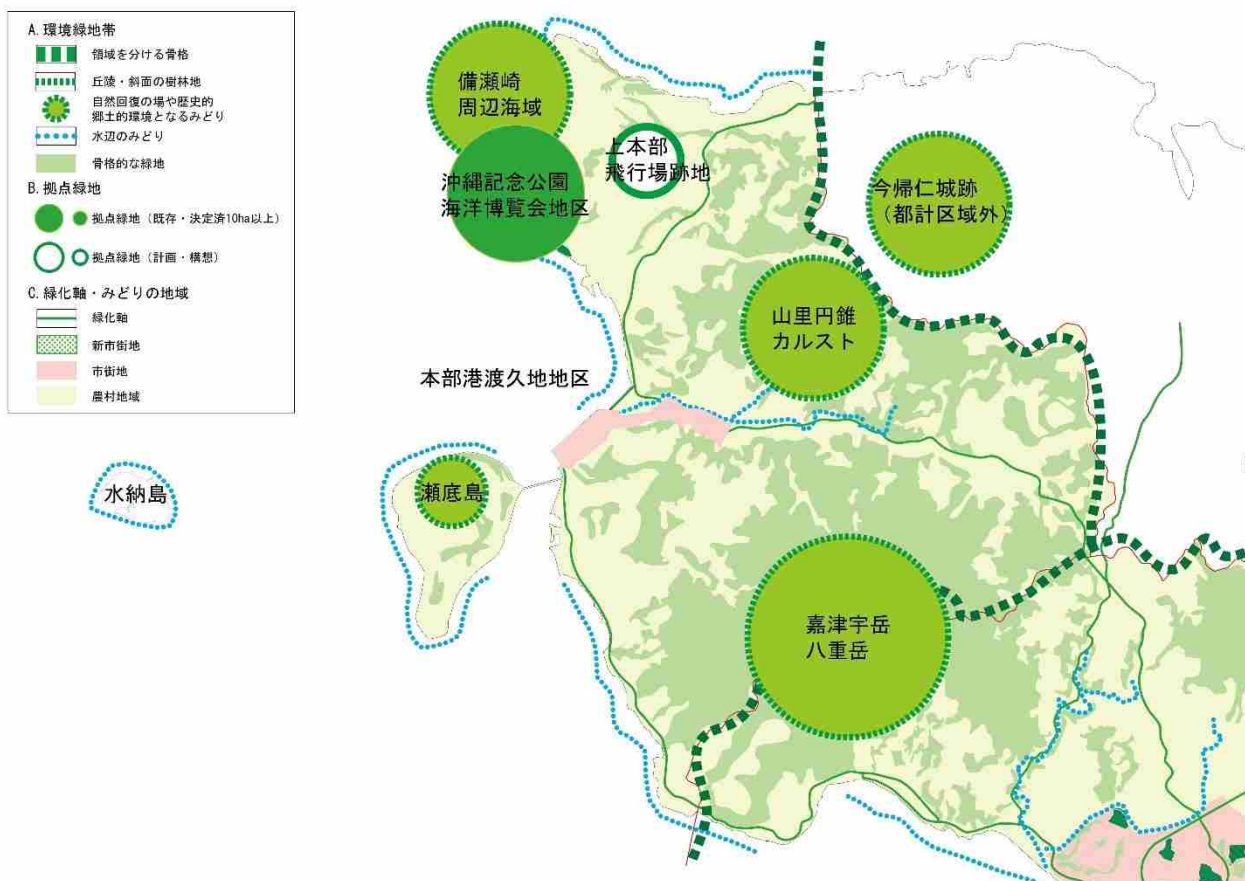 A. 環境緑地帯
領域を分ける骨格
丘陵・斜面の樹林地
自然回復の場や歴史的
郷土的環境となるみどり
水辺のみどり
骨格的な緑地
B. 拠点緑地
拠点緑地（既存・決定済10ha以上）
拠点緑地（計画・構想）
C. 緑化軸・みどりの地域
緑化軸
新市街地
市街地
農村地域
備瀬崎
周辺海域
上本部
飛行場跡地
沖縄記念公園
海洋博覧会地区
今帰仁城跡
（都計区域外）
山里円錐
カルスト
本部港渡久地地区
水納島
瀬底島
嘉津宇岳
八重岳